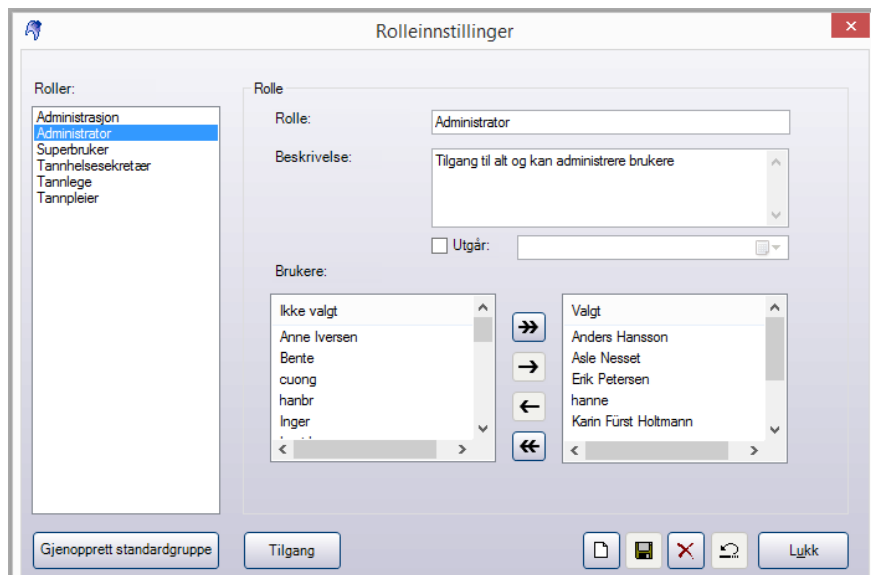 Rolleinnstillinger
Roller:
Administrasjon
Administrator
Superbruker
Tannhelsesekretær
Tannlege
Tannpleier
Rolle
Rolle:
Administrator
Beskrivelse:
Tilgang til alt og kan administrere brukere
Utgår:
Brukere:
Ikke valgt
Anne Iversen
Bente
cuong
hanbr
Inger
Valgt
Anders Hansson
Asle Nesset
Erik Petersen
hanne
Karin Fürst Holtmann
Gjenopprett standardgruppe
Tilgang
Lukk